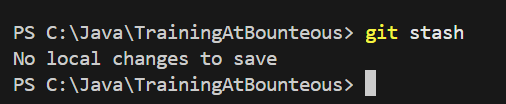 PS C:\Java\TrainingAtBounteous> git stash
No local changes to save
PS C:\Java\TrainingAtBounteous>